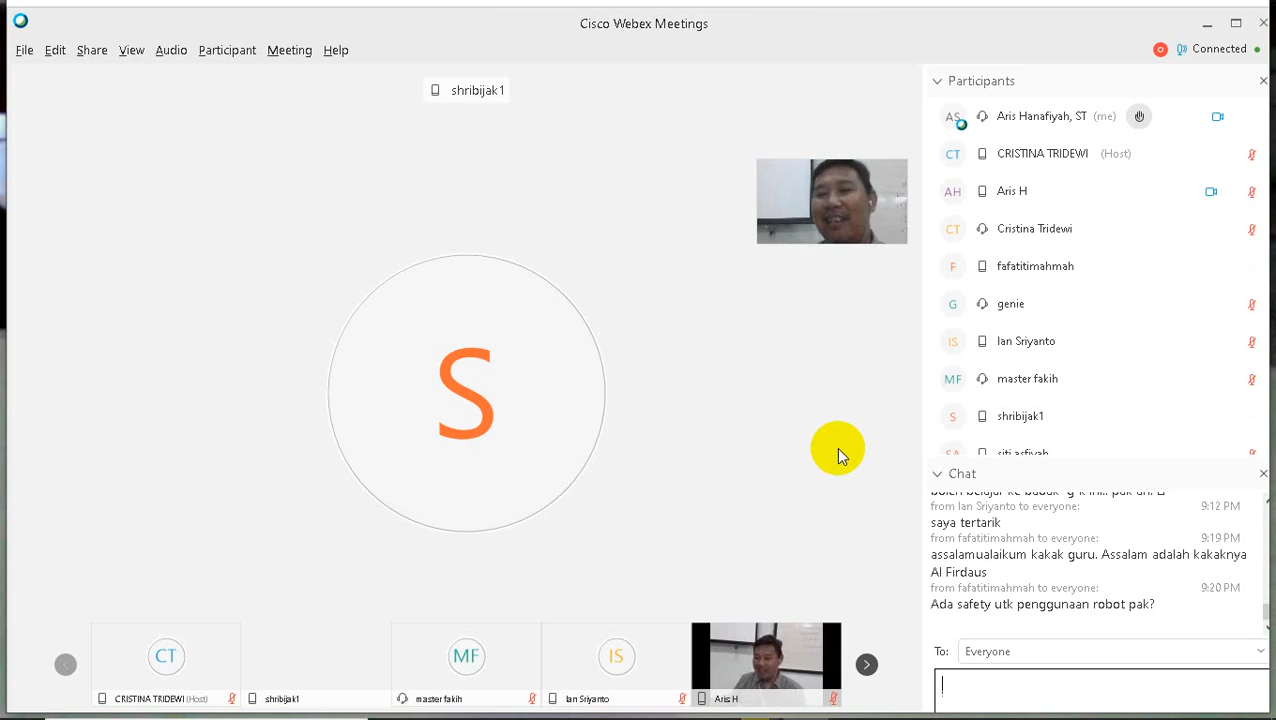 Cisco Webex Meetings
File Edit Share View Audio Participant Meeting Help
Connected
shribijak1
S
Participants
AS Aris Hanafiyah, ST (me)
CT CRISTINA TRIDEWI (Host)
AH Aris H
CT Cristina Tridewi
F fafatitimahmah
G genie
IS Ian Sriyanto
MF master fakih
S shribijak1
SA siti asfiyah
Chat
from Ian Sriyanto to everyone: 9:12 PM
saya tertarik
from fafatitimahmah to everyone: 9:19 PM
assalamualaikum kakak guru. Assalam adalah kakaknya
Al Firdaus
from fafatitimahmah to everyone: 9:20 PM
Ada safety utk penggunaan robot pak?
To: Everyone
CT MF IS
CRISTINA TRIDEWI (Host) shribijak1 master fakih Ian Sriyanto Aris H